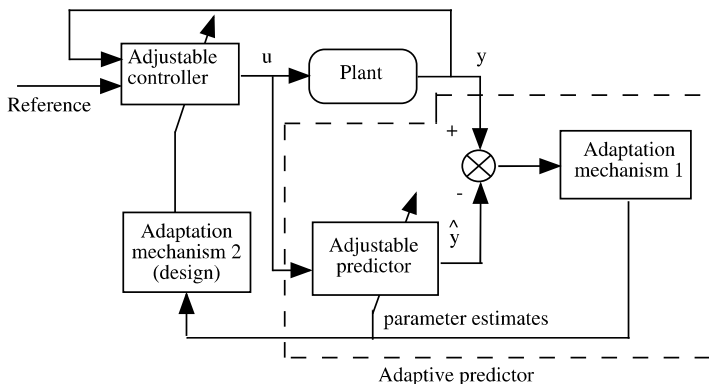 Adjustable
controller
u
Plant
y
Reference
+
Adaptation
mechanism 1
-
^
y
Adaptation
mechanism 2
(design)
Adjustable
predictor
parameter estimates
Adaptive predictor